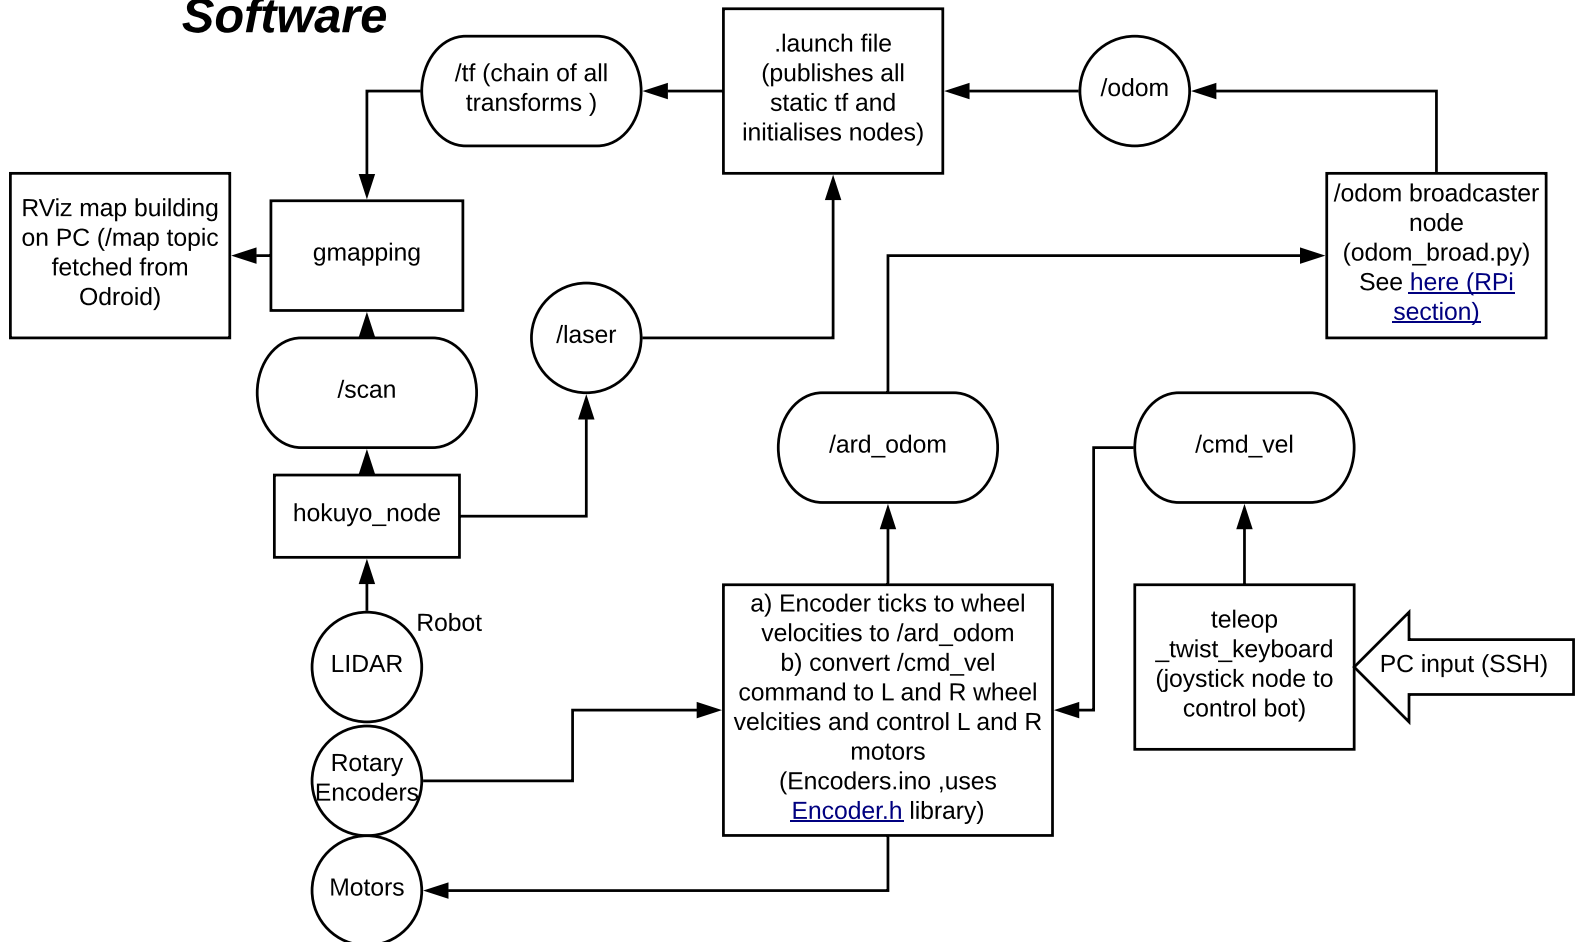 Software
/tf (chain of all
transforms )
.launch file
(publishes all
static tf and
initialises nodes)
/odom
RViz map building
on PC (/map topic
fetched from
Odroid)
gmapping
/odom broadcaster
node
(odom_broad.py)
See here (RPi
section)
/laser
/scan
/ard_odom
/cmd_vel
hokuyo_node
Robot
LIDAR
a) Encoder ticks to wheel
velocities to /ard_odom
b) convert /cmd_vel
command to L and R wheel
velcities and control L and R
motors
(Encoders.ino ,uses
Encoder.h library)
teleop
_twist_keyboard
(joystick node to
control bot)
PC input (SSH)
Rotary
Encoders
Motors